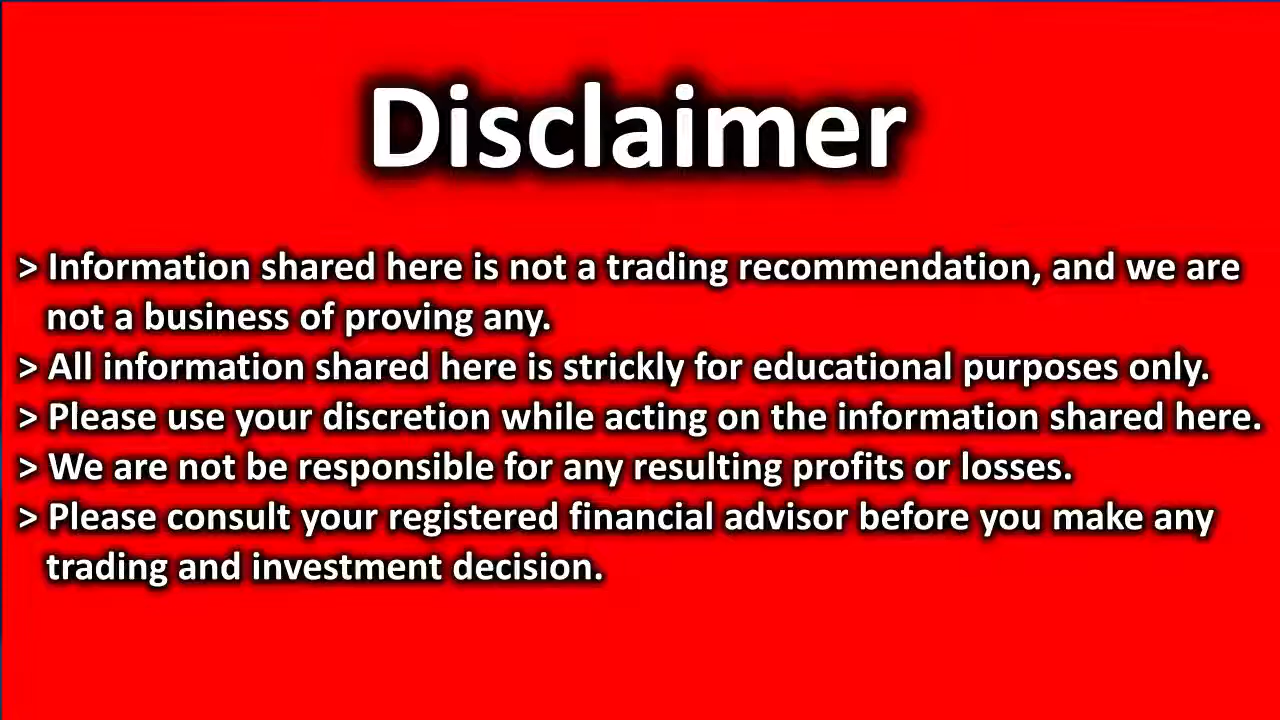 Disclaimer
> Information shared here is not a trading recommendation, and we are
not a business of proving any.
> All information shared here is strickly for educational purposes only.
> Please use your discretion while acting on the information shared here.
> We are not be responsible for any resulting profits or losses.
> Please consult your registered financial advisor before you make any
trading and investment decision.